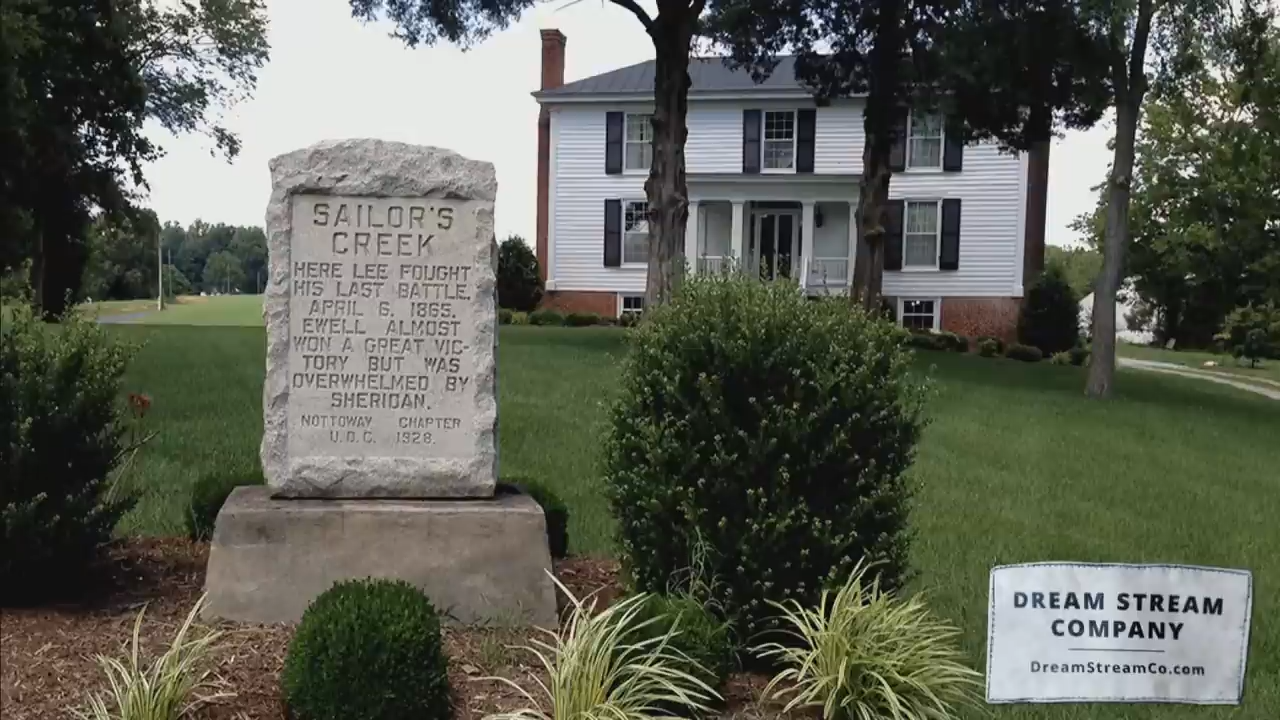 SAILOR'S
CREEK
HERE LEE FOUGHT
HIS LAST BATTLE,
APRIL 6, 1865.
EWELL ALMOST
WON A GREAT VIC-
TORY BUT WAS
OVERWHELMED BY
SHERIDAN.
NOTTOWAY CHAPTER
U.D.C. 1928.
DREAM STREAM
COMPANY
DreamStreamCo.com